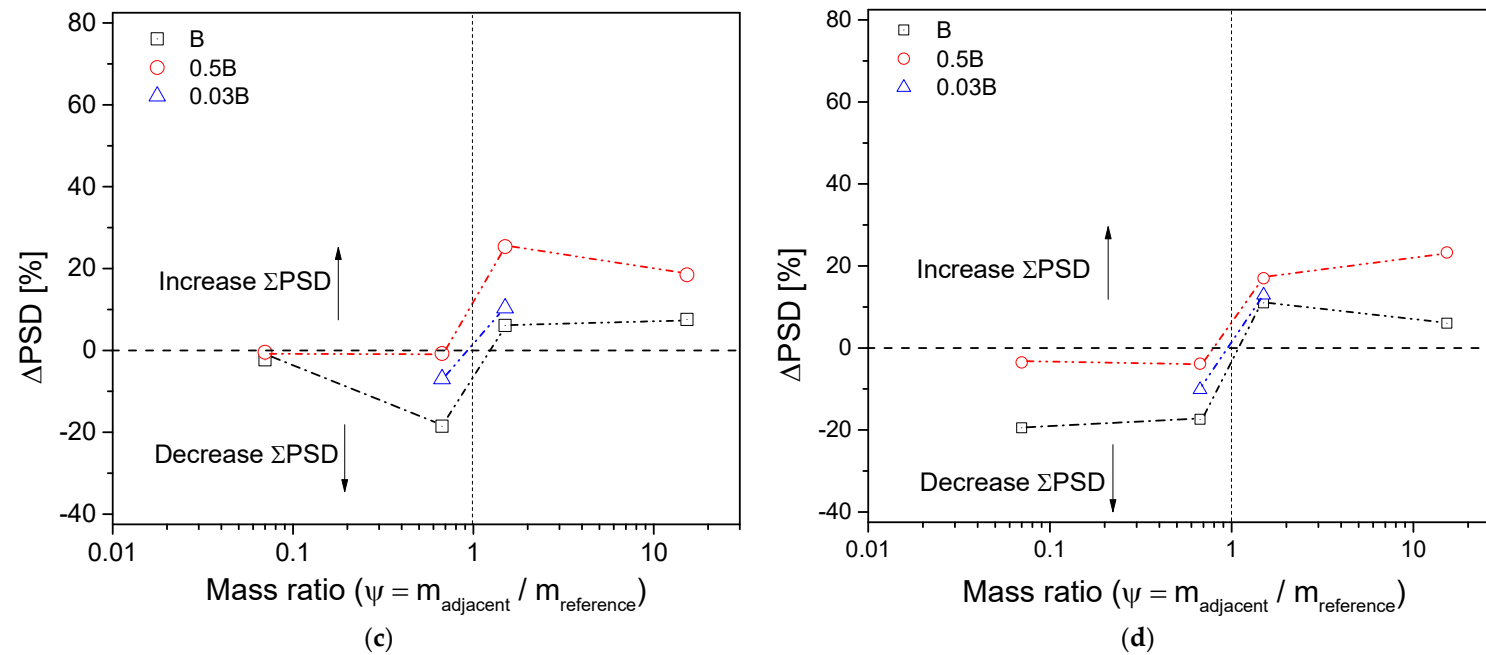 80
60
40
20
0
-20
-40
ΔPSD [%]
B
0.5B
0.03B
Increase ΣPSD
Decrease ΣPSD
0.01
0.1
1
10
Mass ratio (ψ = m_adjacent / m_reference)
(c)
80
60
40
20
0
-20
-40
ΔPSD [%]
B
0.5B
0.03B
Increase ΣPSD
Decrease ΣPSD
0.01
0.1
1
10
Mass ratio (ψ = m_adjacent / m_reference)
(d)